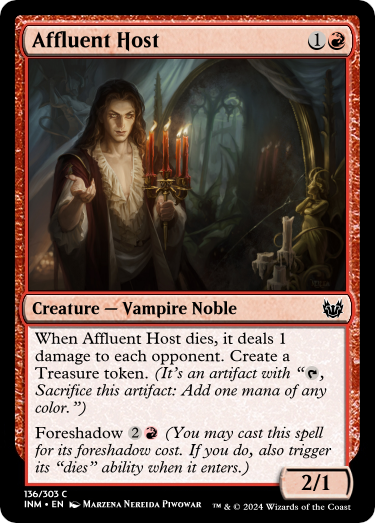 Affluent Host 1
Creature — Vampire Noble
When Affluent Host dies, it deals 1
damage to each opponent. Create a
Treasure token. (It's an artifact with “,
Sacrifice this artifact: Add one mana of any
color.”)
Foreshadow 2 (You may cast this spell
for its foreshadow cost. If you do, also trigger
its “dies” ability when it enters.)
2/1
136/303 C
INM • EN Marzena Nereida Piwowar ™ & © 2024 Wizards of the Coast